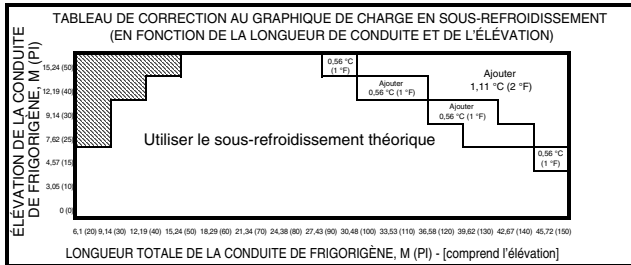 TABLEAU DE CORRECTION AU GRAPHIQUE DE CHARGE EN SOUS-REFROIDISSEMENT
(EN FONCTION DE LA LONGUEUR DE CONDUITE ET DE L'ÉLÉVATION)
ÉLÉVATION DE LA CONDUITE
DE FRIGORIGÈNE, M (PI)
15,24 (50)
12,19 (40)
9,14 (30)
7,62 (25)
4,57 (15)
3,05 (10)
0 (0)
0,56 °C
(1 °F)
Ajouter
0,56 °C (1 °F)
Ajouter
1,11 °C (2 °F)
Ajouter
0,56 °C (1 °F)
Utiliser le sous-refroidissement théorique
0,56 °C
(1 °F)
6,1 (20) 9,14 (30) 12,19 (40) 15,24 (50) 18,29 (60) 21,34 (70) 24,38 (80) 27,43 (90) 30,48 (100) 33,53 (110) 36,58 (120) 39,62 (130) 42,67 (140) 45,72 (150)
LONGUEUR TOTALE DE LA CONDUITE DE FRIGORIGÈNE, M (PI) - [comprend l'élévation]